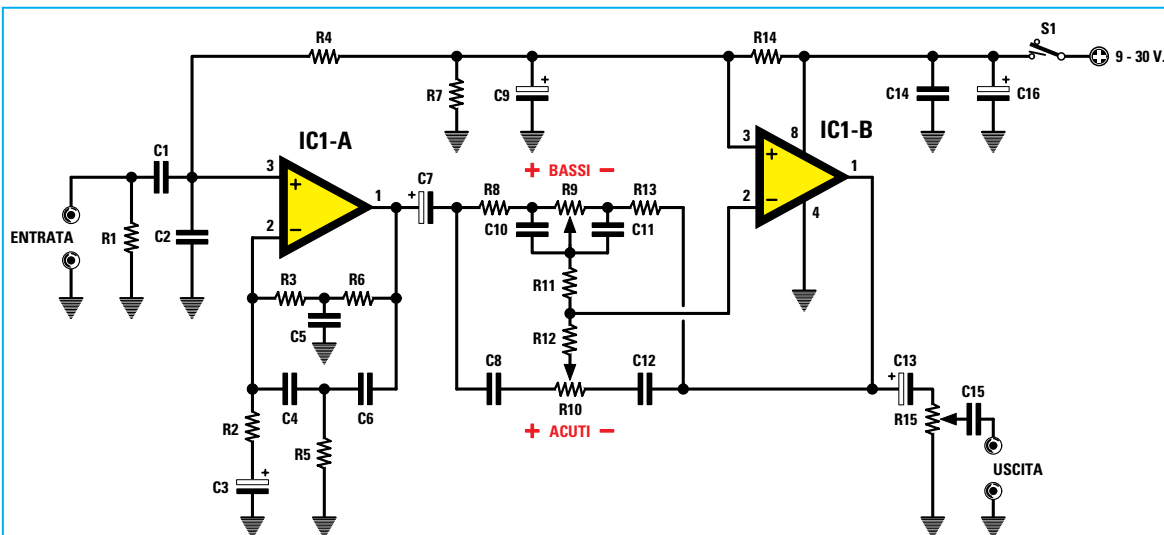 S1
R4
R14
9 - 30 V.
R7
C9
C14
C16
IC1-A
IC1-B
C1
3
+
1
C7
+ BASSI −
3
+
8
1
R8
R9
R13
2
−
4
ENTRATA
R1
C2
2
−
C10
C11
R3
R6
R11
C5
R12
C8
C12
C13
C4
C6
R10
R15
C15
R2
R5
+ ACUTI −
USCITA
C3